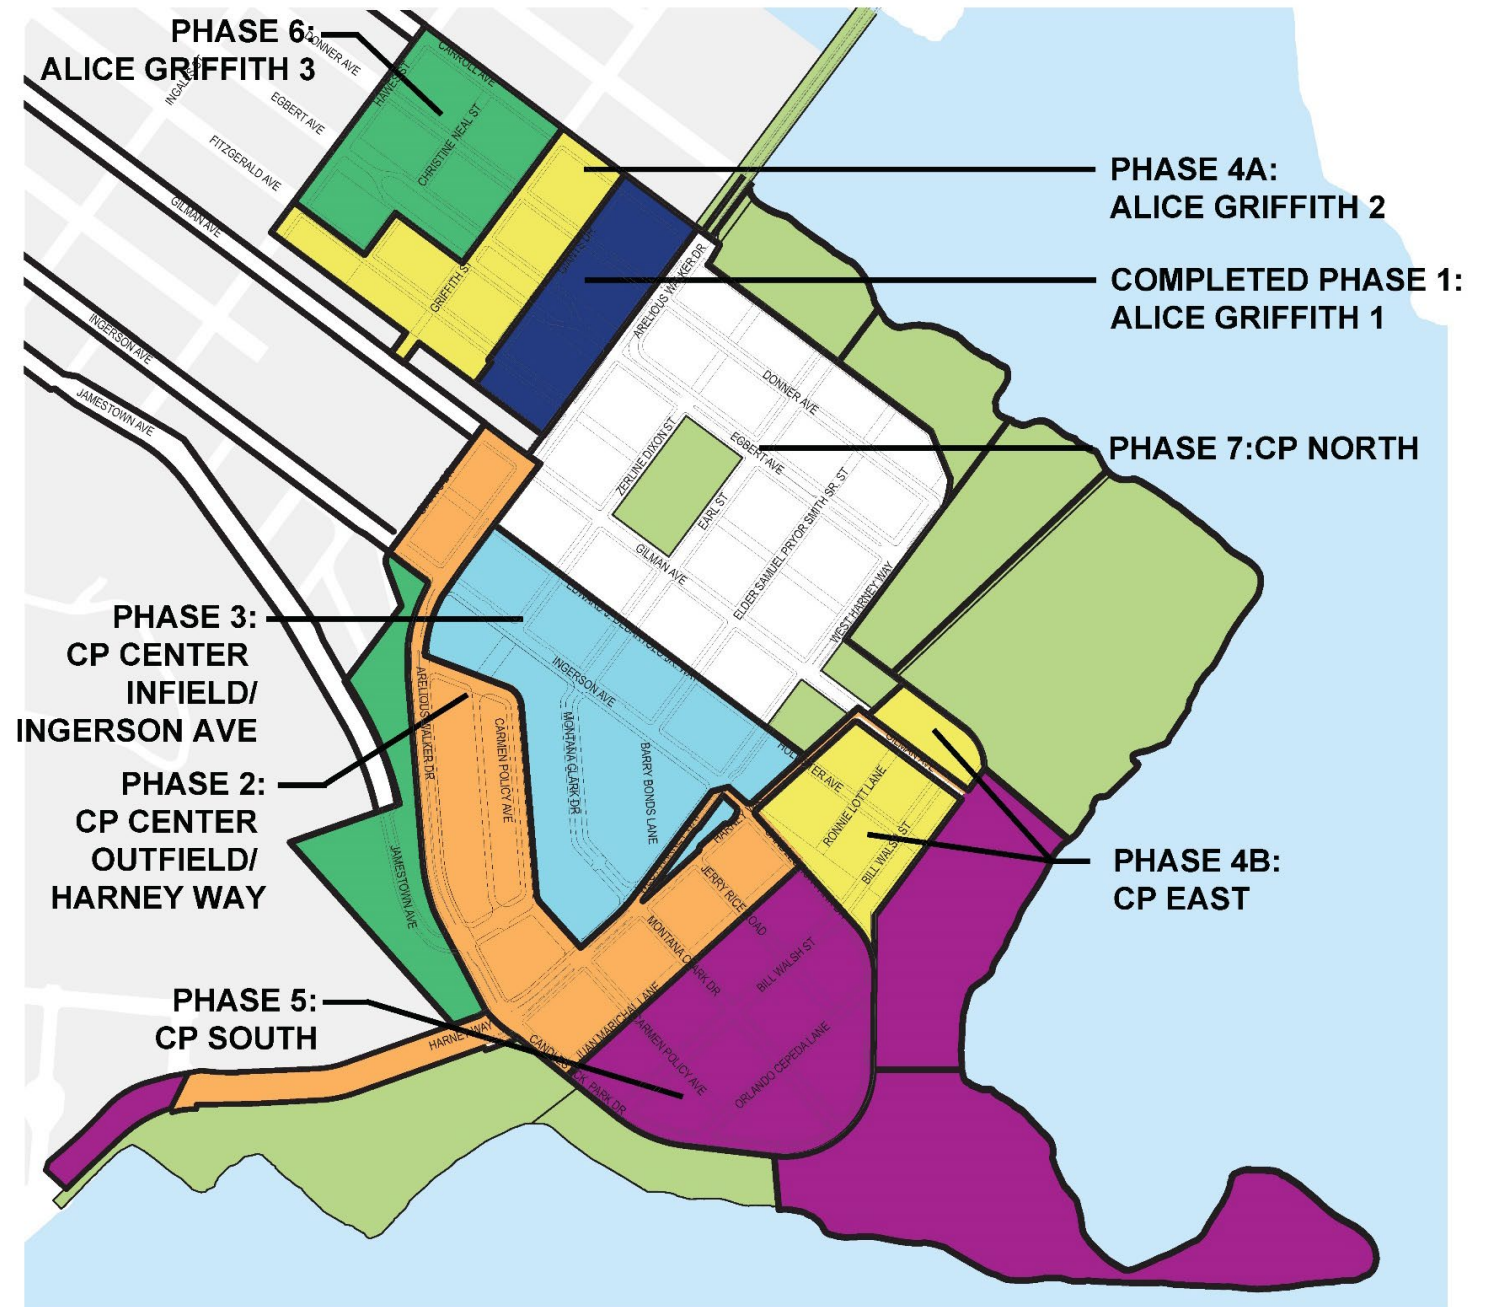 PHASE 6:
ALICE GRIFFITH 3
DONNER AVE
CARROLL AVE
HAWES ST
EGBERT AVE
FITZGERALD AVE
CHRISTINE NEAL ST
GILMAN AVE
PHASE 4A:
ALICE GRIFFITH 2
COMPLETED PHASE 1:
ALICE GRIFFITH 1
GRIFFITH ST
ARELIOUS WALKER DR
INGERSON AVE
JAMESTOWN AVE
DONNER AVE
EGBERT AVE
ZERLINE DIXON ST
EARL ST
ELDER SAMUEL PRYOR SMITH SR. ST
GILMAN AVE
WEST HARNEY WAY
PHASE 7:CP NORTH
PHASE 3:
CP CENTER
INFIELD/
INGERSON AVE
INGERSON AVE
ARELIOUS WALKER DR
CARMEN POLICY AVE
MONTANA CLARK DR
BARRY BONDS LANE
PHASE 2:
CP CENTER
OUTFIELD/
HARNEY WAY
JAMESTOWN AVE
RONNIE LOTT LANE
BILL WALSH ST
PHASE 4B:
CP EAST
JERRY RICE ROAD
MONTANA CLARK DR
BILL WALSH ST
JUAN MARICHAL LANE
CARMEN POLICY AVE
ORLANDO CEPEDA LANE
PHASE 5:
CP SOUTH
HARNEY WAY
CANDLESTICK PARK DR